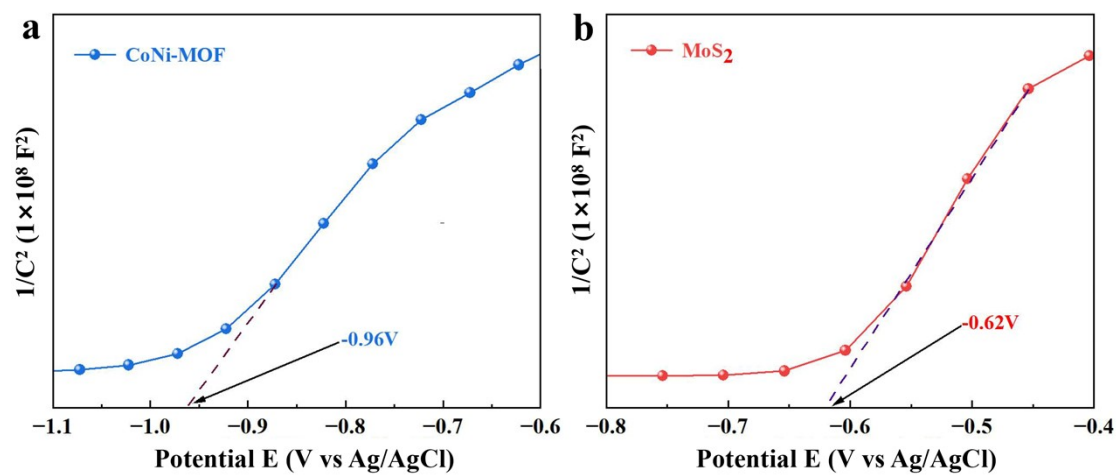 a
CoNi-MOF
1/C² (1×10⁸ F²)
-0.96V
−1.1 −1.0 −0.9 −0.8 −0.7 −0.6
Potential E (V vs Ag/AgCl)
b
MoS₂
1/C² (1×10⁸ F²)
-0.62V
−0.8 −0.7 −0.6 −0.5 −0.4
Potential E (V vs Ag/AgCl)